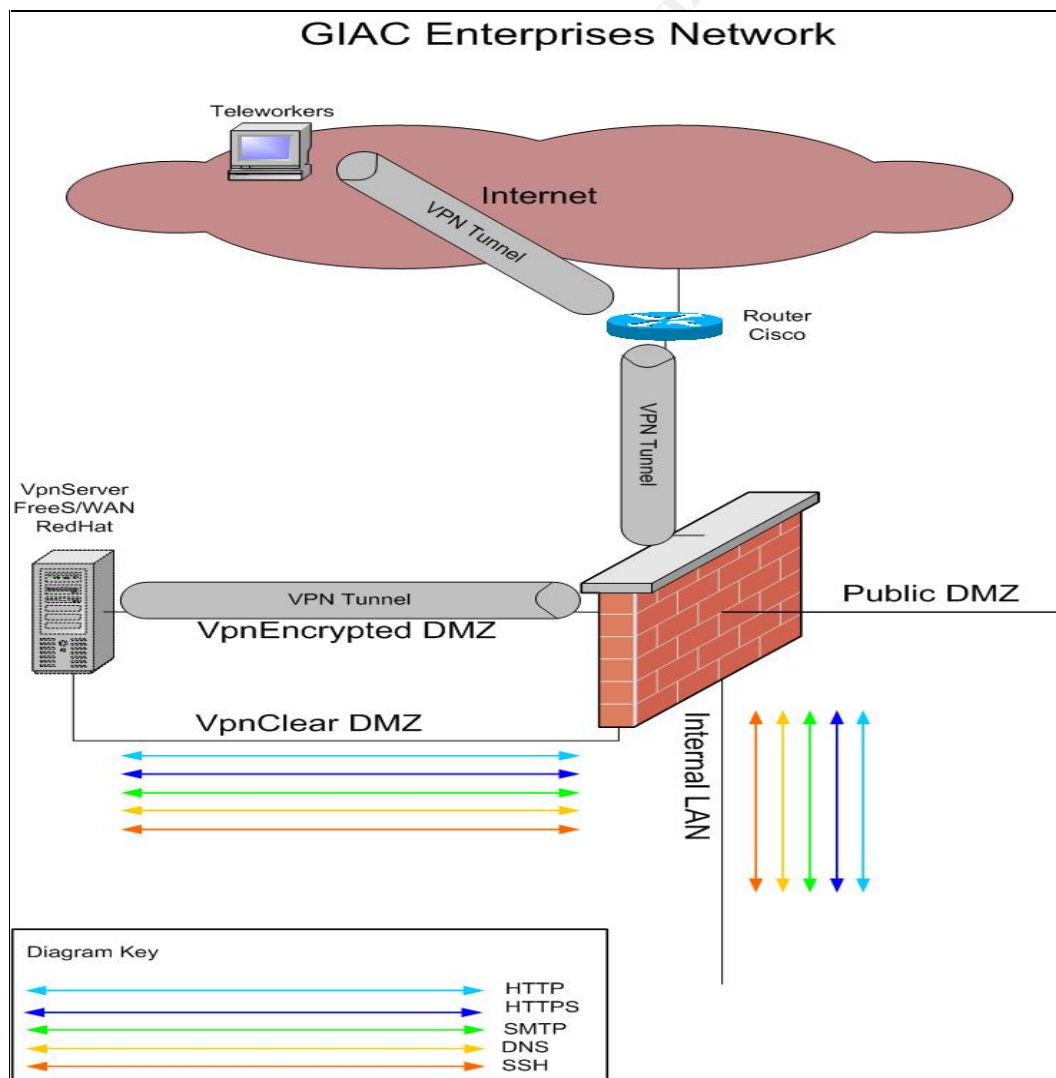 GIAC Enterprises Network
Teleworkers
Internet
VPN Tunnel
Router
Cisco
VPN Tunnel
VpnServer
FreeS/WAN
RedHat
VPN Tunnel
VpnEncrypted DMZ
Public DMZ
VpnClear DMZ
Internal LAN
Diagram Key
HTTP
HTTPS
SMTP
DNS
SSH